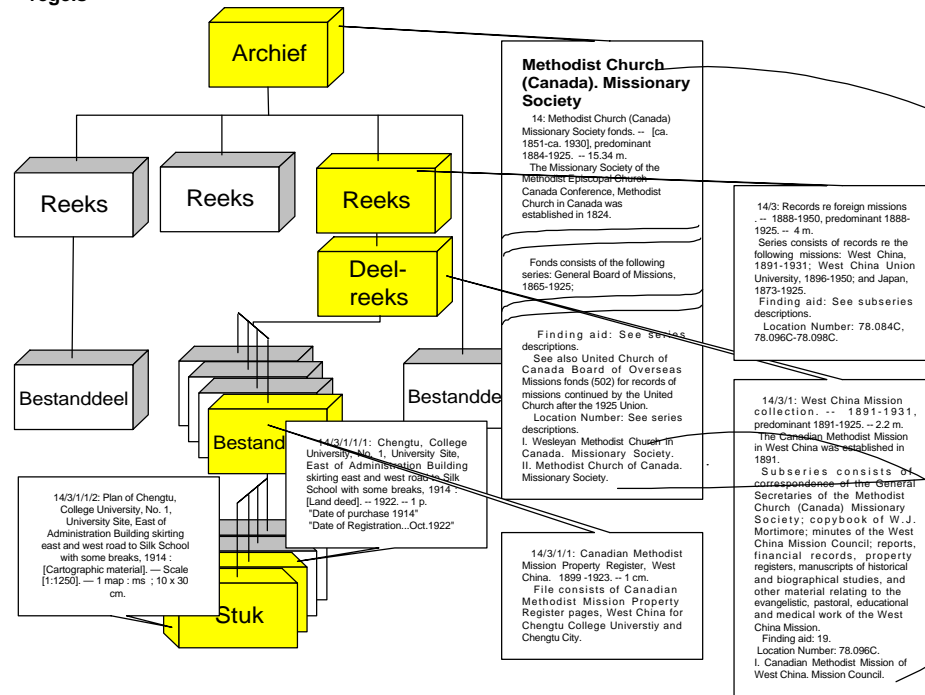 regels
Archief
Reeks
Reeks
Reeks
Deel-
reeks
Bestanddeel
Bestandde
Bestand
Stuk
Methodist Church
(Canada). Missionary
Society
14: Methodist Church (Canada)
Missionary Society fonds. -- [ca.
1851-ca. 1930], predominant
1884-1925. -- 15.34 m.
The Missionary Society of the
Methodist Episcopal Church
Canada Conference, Methodist
Church in Canada was
established in 1824.
Fonds consists of the following
series: General Board of Missions,
1865-1925;
Finding aid: See series
descriptions.
See also United Church of
Canada Board of Overseas
Missions fonds (502) for records of
missions continued by the United
Church after the 1925 Union.
Location Number: See series
descriptions.
I. Wesleyan Methodist Church in
Canada. Missionary Society.
II. Methodist Church of Canada.
Missionary Society.
14/3: Records re foreign missions
. -- 1888-1950, predominant 1888-
1925. -- 4 m.
Series consists of records re the
following missions: West China,
1891-1931; West China Union
University, 1896-1950; and Japan,
1873-1925.
Finding aid: See subseries
descriptions.
Location Number: 78.084C,
78.096C-78.098C.
14/3/1: West China Mission
collection. -- 1891-1931,
predominant 1891-1925. -- 2.2 m.
The Canadian Methodist Mission
in West China was established in
1891.
Subseries consists of
correspondence of the General
Secretaries of the Methodist
Church (Canada) Missionary
Society; copybook of W.J.
Mortimore; minutes of the West
China Mission Council; reports,
financial records, property
registers, manuscripts of historical
and biographical studies, and
other material relating to the
evangelistic, pastoral, educational
and medical work of the West
China Mission.
Finding aid: 19.
Location Number: 78.096C.
I. Canadian Methodist Mission of
West China. Mission Council.
14/3/1/1/1: Chengtu, College
University, No. 1, University Site,
East of Administration Building
skirting east and west road to Silk
School with some breaks, 1914 :
[Land deed]. -- 1922. -- 1 p.
"Date of purchase 1914"
"Date of Registration...Oct.1922"
14/3/1/1/2: Plan of Chengtu,
College University, No. 1,
University Site, East of
Administration Building skirting
east and west road to Silk School
with some breaks, 1914 :
[Cartographic material]. — Scale
[1:1250]. — 1 map : ms ; 10 x 30
cm.
14/3/1/1: Canadian Methodist
Mission Property Register, West
China. 1899 -1923. -- 1 cm.
File consists of Canadian
Methodist Mission Property
Register pages, West China for
Chengtu College Universtiy and
Chengtu City.